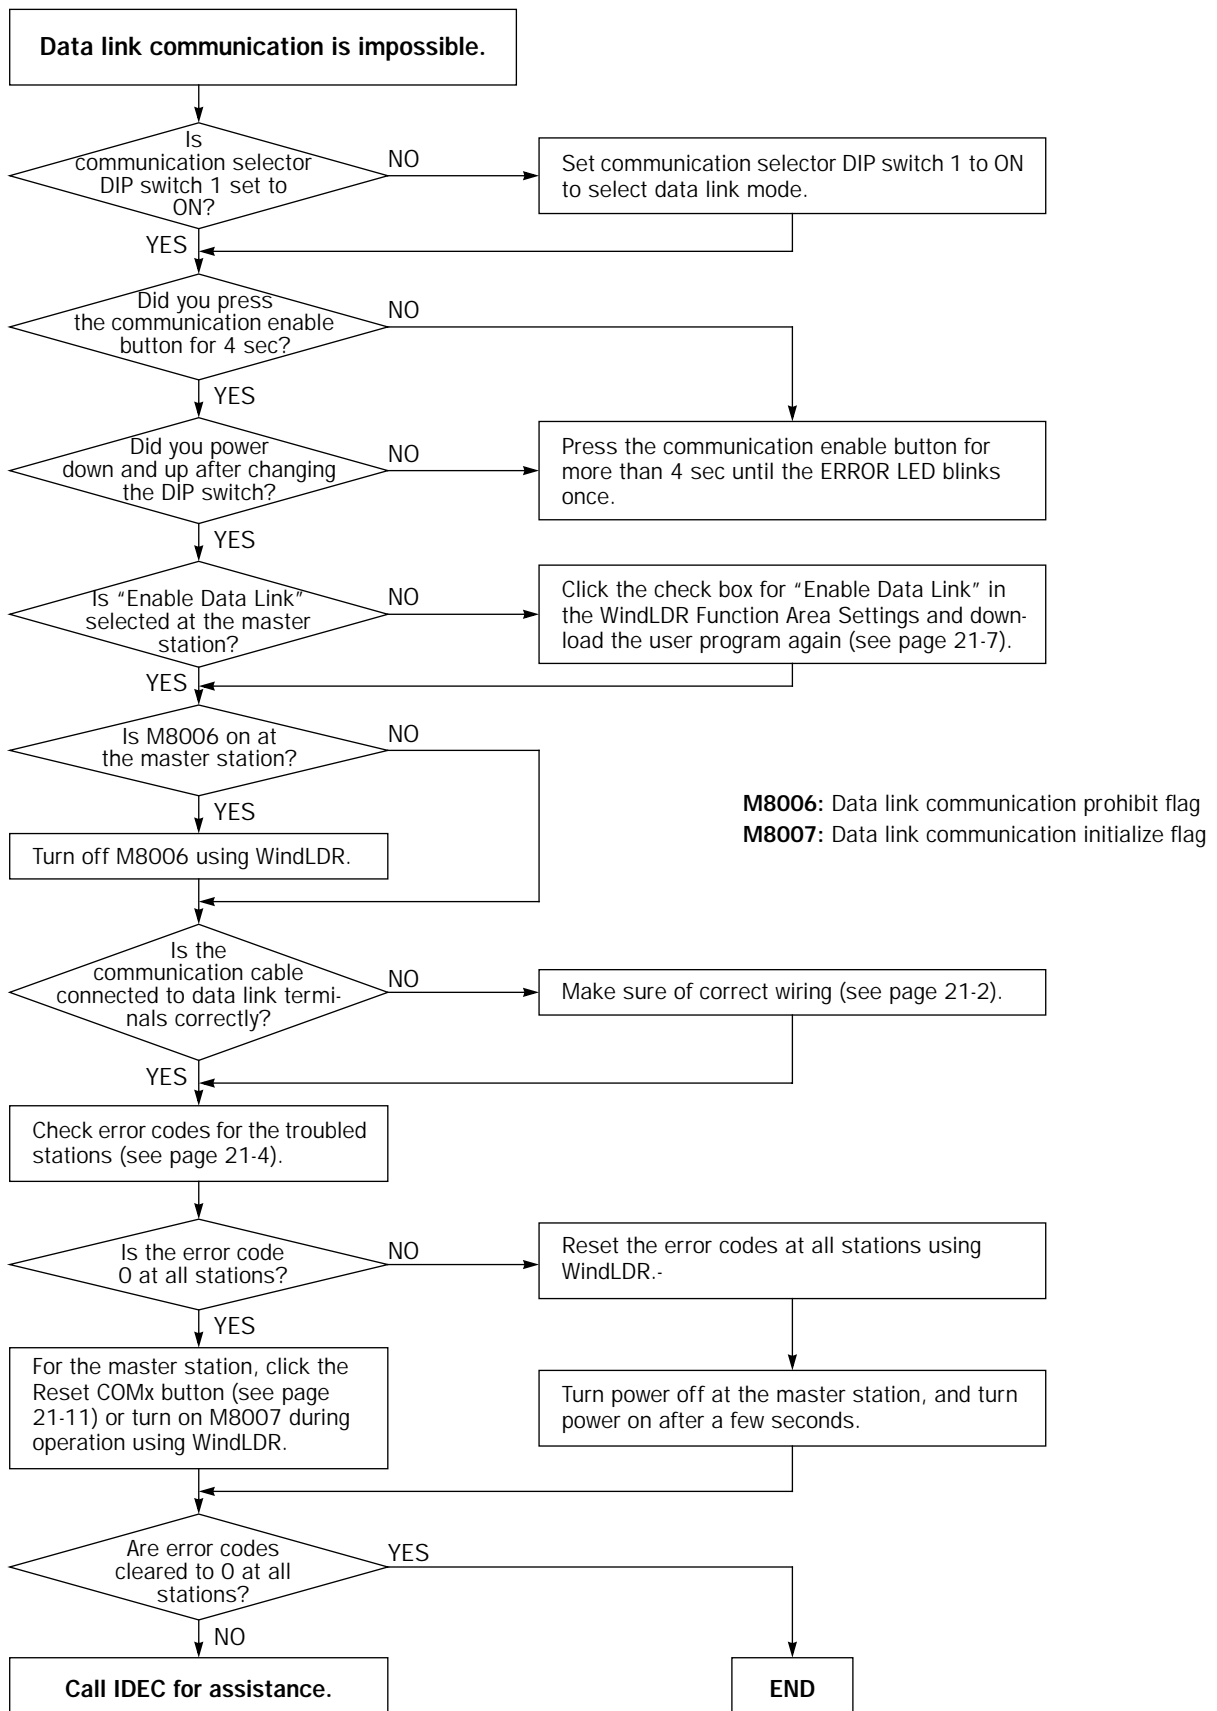 Data link communication is impossible.
Is
communication selector
DIP switch 1 set to
ON?
NO
Set communication selector DIP switch 1 to ON
to select data link mode.
YES
Did you press
the communication enable
button for 4 sec?
NO
YES
Did you power
down and up after changing
the DIP switch?
NO
Press the communication enable button for
more than 4 sec until the ERROR LED blinks
once.
YES
Is “Enable Data Link”
selected at the master
station?
NO
Click the check box for “Enable Data Link” in
the WindLDR Function Area Settings and down-
load the user program again (see page 21-7).
YES
Is M8006 on at
the master station?
NO
YES
M8006: Data link communication prohibit flag
M8007: Data link communication initialize flag
Turn off M8006 using WindLDR.
Is the
communication cable
connected to data link termi-
nals correctly?
NO
Make sure of correct wiring (see page 21-2).
YES
Check error codes for the troubled
stations (see page 21-4).
Is the error code
0 at all stations?
NO
Reset the error codes at all stations using
WindLDR.-
YES
For the master station, click the
Reset COMx button (see page
21-11) or turn on M8007 during
operation using WindLDR.
Turn power off at the master station, and turn
power on after a few seconds.
Are error codes
cleared to 0 at all
stations?
YES
NO
Call IDEC for assistance.
END